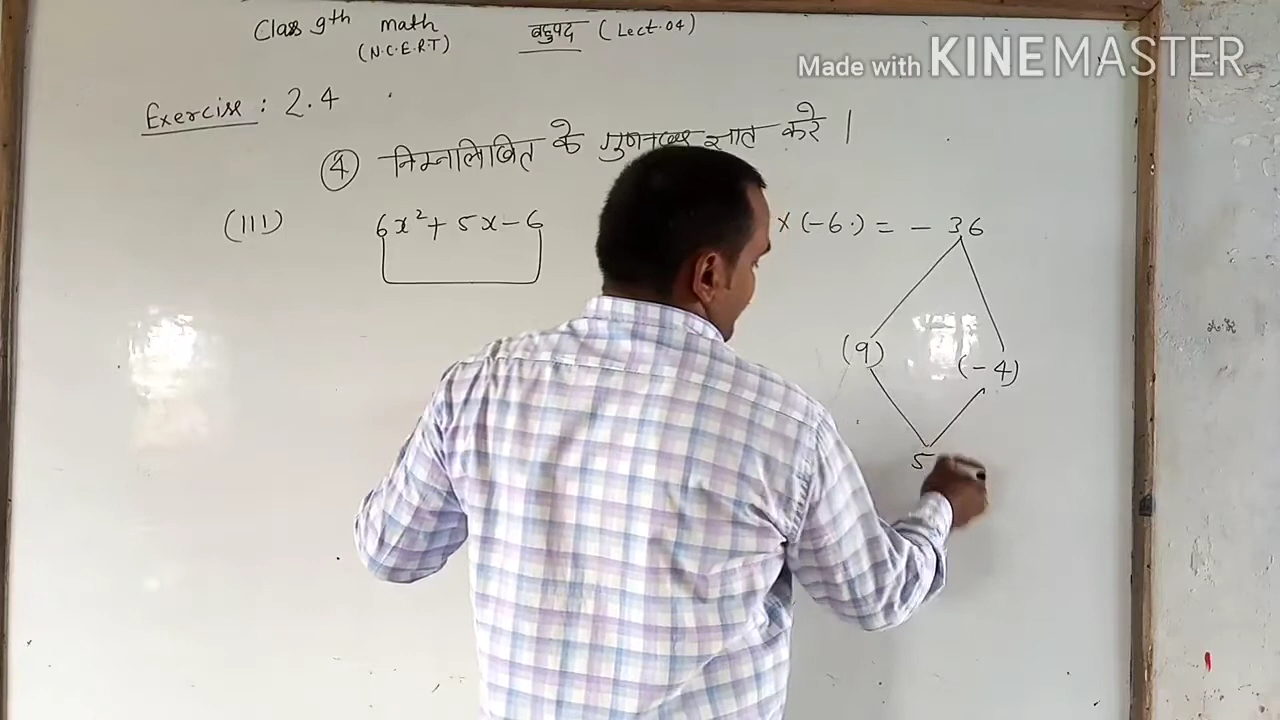 Class 9th math बहुपद (Lect.04)
(N.C.E.R.T)
Made with KINEMASTER
Exercise : 2.4
(4) निम्नलिखित के ज्ञात करे ।
(III) 6x² + 5x - 6 × (-6.) = - 36
(9) (-4)
5